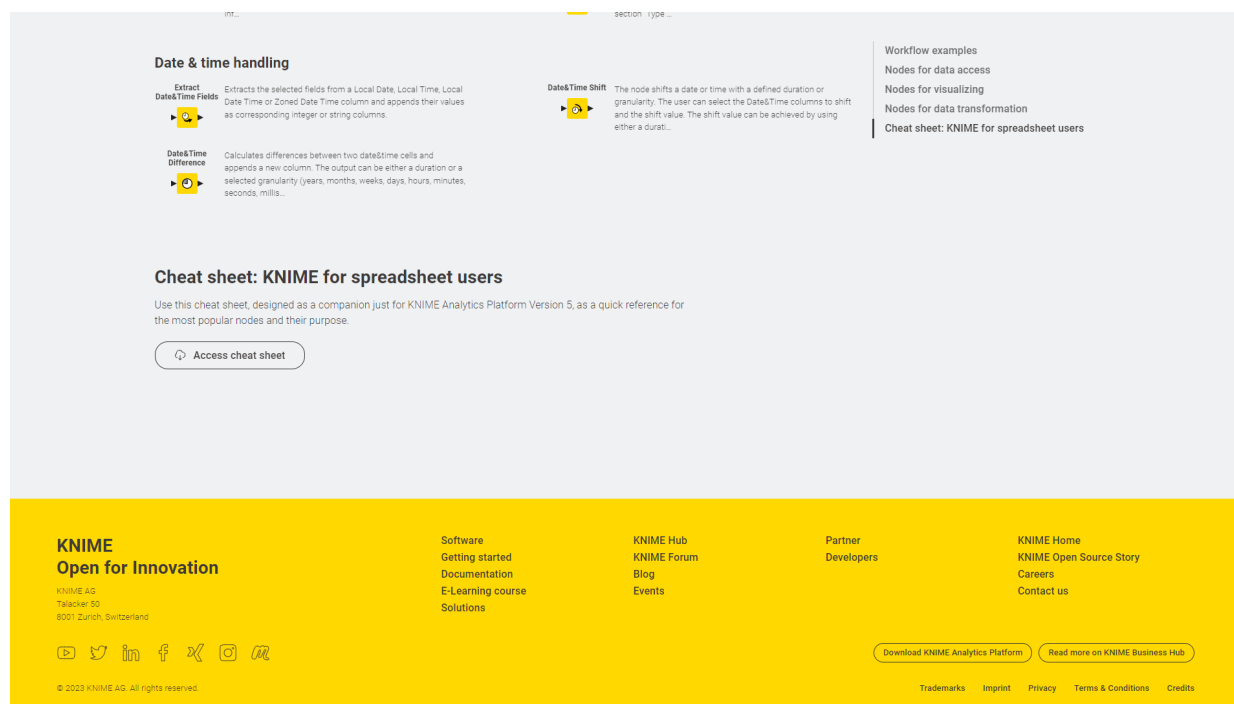 inf...
section "Type ...
Date & time handling
Extract
Date&Time Fields
Extracts the selected fields from a Local Date, Local Time, Local
Date Time or Zoned Date Time column and appends their values
as corresponding integer or string columns.
Date&Time Shift
The node shifts a date or time with a defined duration or
granularity. The user can select the Date&Time columns to shift
and the shift value. The shift value can be achieved by using
either a durati...
Date&Time
Difference
Calculates differences between two date&time cells and
appends a new column. The output can be either a duration or a
selected granularity (years, months, weeks, days, hours, minutes,
seconds, millis...
Workflow examples
Nodes for data access
Nodes for visualizing
Nodes for data transformation
Cheat sheet: KNIME for spreadsheet users
Cheat sheet: KNIME for spreadsheet users
Use this cheat sheet, designed as a companion just for KNIME Analytics Platform Version 5, as a quick reference for
the most popular nodes and their purpose.
Access cheat sheet
KNIME
Open for Innovation
KNIME AG
Talacker 50
8001 Zurich, Switzerland
Software
Getting started
Documentation
E-Learning course
Solutions
KNIME Hub
KNIME Forum
Blog
Events
Partner
Developers
KNIME Home
KNIME Open Source Story
Careers
Contact us
Download KNIME Analytics Platform
Read more on KNIME Business Hub
© 2023 KNIME AG. All rights reserved.
Trademarks
Imprint
Privacy
Terms & Conditions
Credits